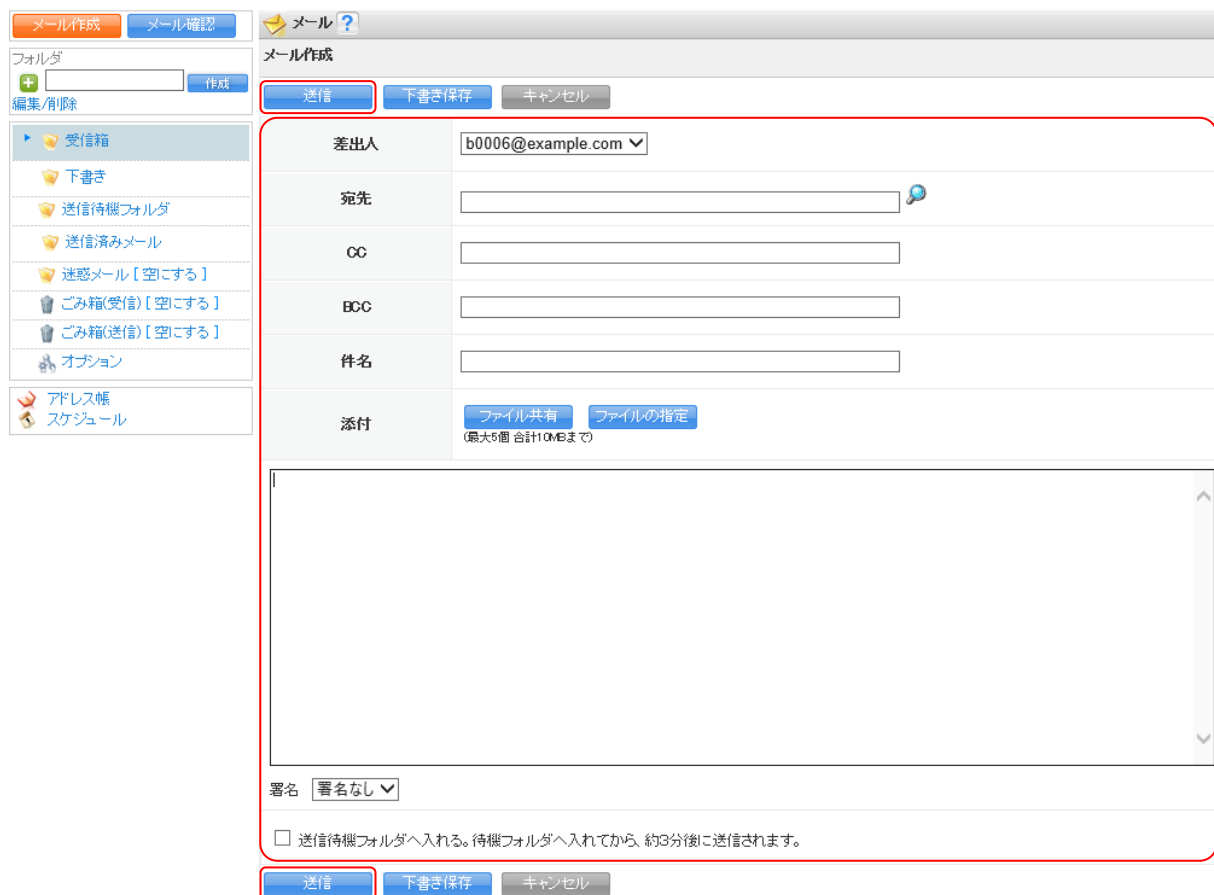 メール作成 メール確認
フォルダ
作成
編集/削除
受信箱
下書き
送信待機フォルダ
送信済みメール
迷惑メール [ 空にする ]
ごみ箱(受信) [ 空にする ]
ごみ箱(送信) [ 空にする ]
オプション
アドレス帳
スケジュール
メール ?
メール作成
送信 下書き保存 キャンセル
差出人 b0006@example.com
宛先
CC
BCC
件名
添付 ファイル共有 ファイルの指定
(最大5個 合計10MBまで)
署名 署名なし
送信待機フォルダへ入れる。待機フォルダへ入れてから、約3分後に送信されます。
送信 下書き保存 キャンセル